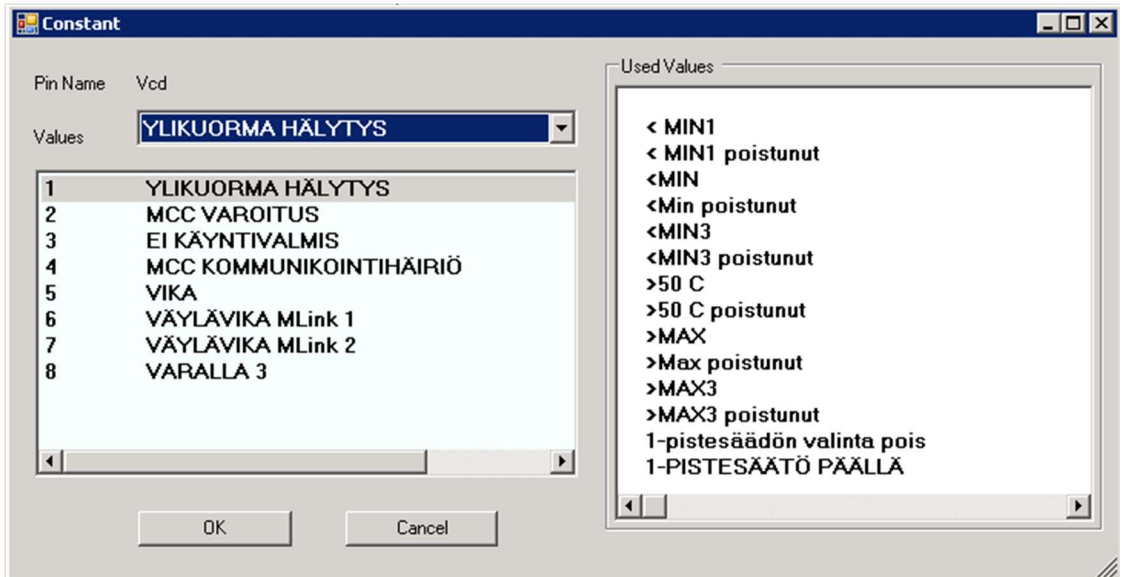 Constant
Pin Name Vcd
Values YLIKUORMA HÄLYTYS
1 YLIKUORMA HÄLYTYS
2 MCC VAROITUS
3 EI KÄYNTIVALMIS
4 MCC KOMMUNIKOINTIHÄIRIÖ
5 VIKA
6 VÄYLÄVIKA MLink 1
7 VÄYLÄVIKA MLink 2
8 VARALLA 3
OK Cancel
Used Values
< MIN1
< MIN1 poistunut
<MIN
<Min poistunut
<MIN3
<MIN3 poistunut
>50 C
>50 C poistunut
>MAX
>Max poistunut
>MAX3
>MAX3 poistunut
1-pistesäädön valinta pois
1-PISTESÄÄTÖ PÄÄLLÄ